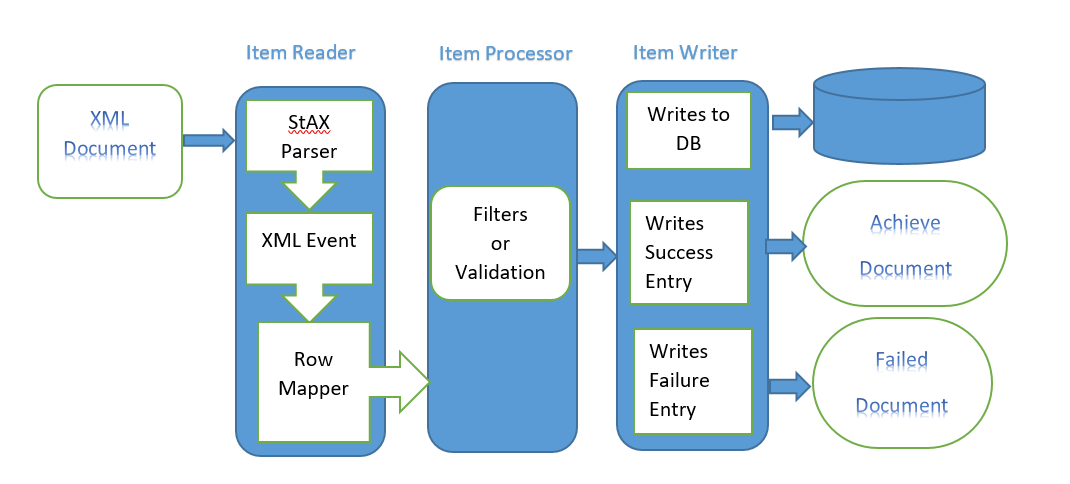 Item Reader
Item Processor
Item Writer
XML
Document
StAX
Parser
XML Event
Row
Mapper
Filters
or
Validation
Writes to
DB
Writes
Success
Entry
Writes
Failure
Entry
Achieve
Document
Failed
Document